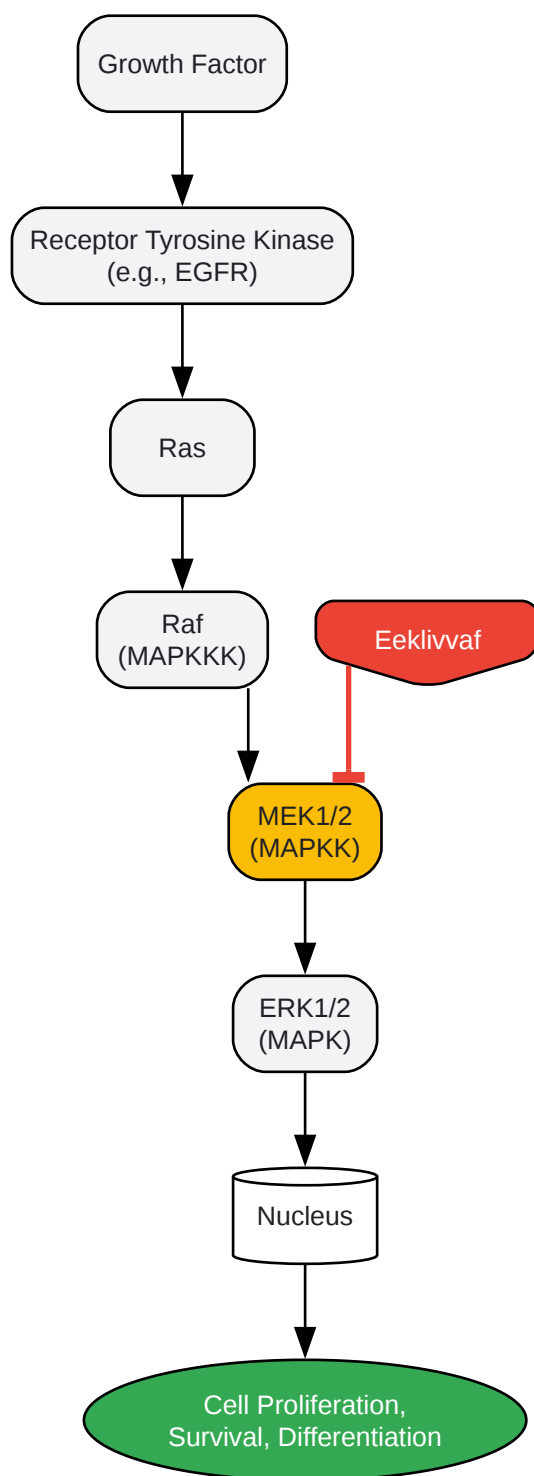 Growth Factor
Receptor Tyrosine Kinase
(e.g., EGFR)
Ras
Raf
(MAPKKK)
Eeklivvaf
MEK1/2
(MAPKK)
ERK1/2
(MAPK)
Nucleus
Cell Proliferation,
Survival, Differentiation